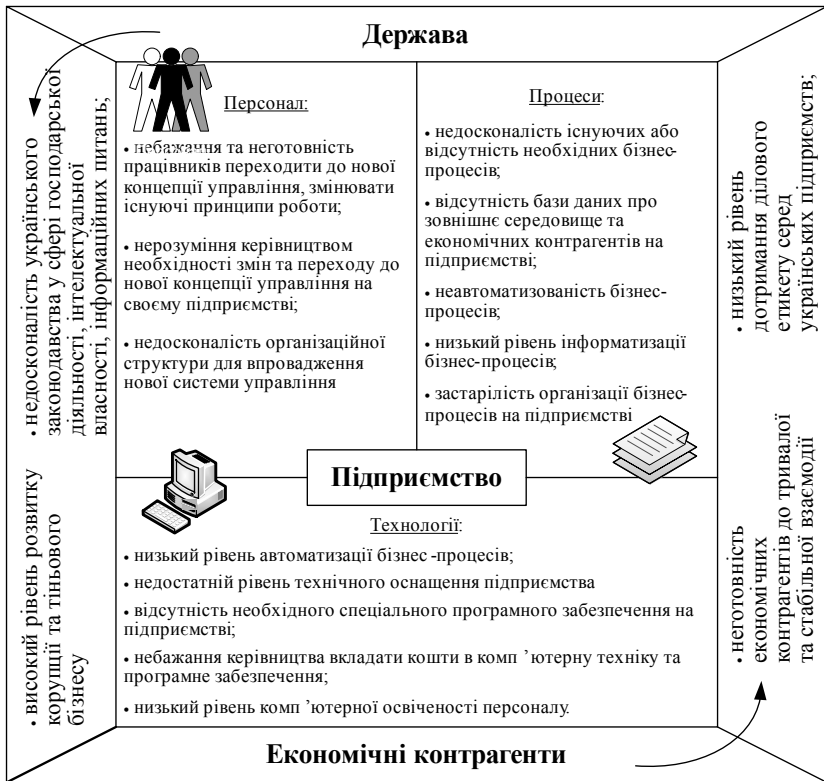 Держава
• недосконалість українського
законодавства у сфері господарської
діяльності, інтелектуальної
власності, інформаційних питань;
• високий рівень розвитку
корупції та тіньового
бізнесу
Персонал:
• небажання та неготовність
працівників переходити до нової
концепції управління, змінювати
існуючі принципи роботи;
• нерозуміння керівництвом
необхідності змін та переходу до
нової концепції управління на
своєму підприємстві;
• недосконалість організаційної
структури для впровадження
нової системи управління
Процеси:
• недосконалість існуючих або
відсутність необхідних бізнес-
процесів;
• відсутність бази даних про
зовнішнє середовище та
економічних контрагентів на
підприємстві;
• неавтоматизованість бізнес-
процесів;
• низький рівень інформатизації
бізнес-процесів;
• застарілість організації бізнес-
процесів на підприємстві
Підприємство
Технології:
• низький рівень автоматизації бізнес -процесів;
• недостатній рівень технічного оснащення підприємства
• відсутність необхідного спеціального програмного забезпечення на
підприємстві;
• небажання керівництва вкладати кошти в комп ’ютерну техніку та
програмне забезпечення;
• низький рівень комп ’ютерної освіченості персоналу.
• низький рівень
дотримання ділового
етикету серед
українських підприємств;
• неготовність
економічних
контрагентів до тривалої
та стабільної взаємодії
Економічні контрагенти